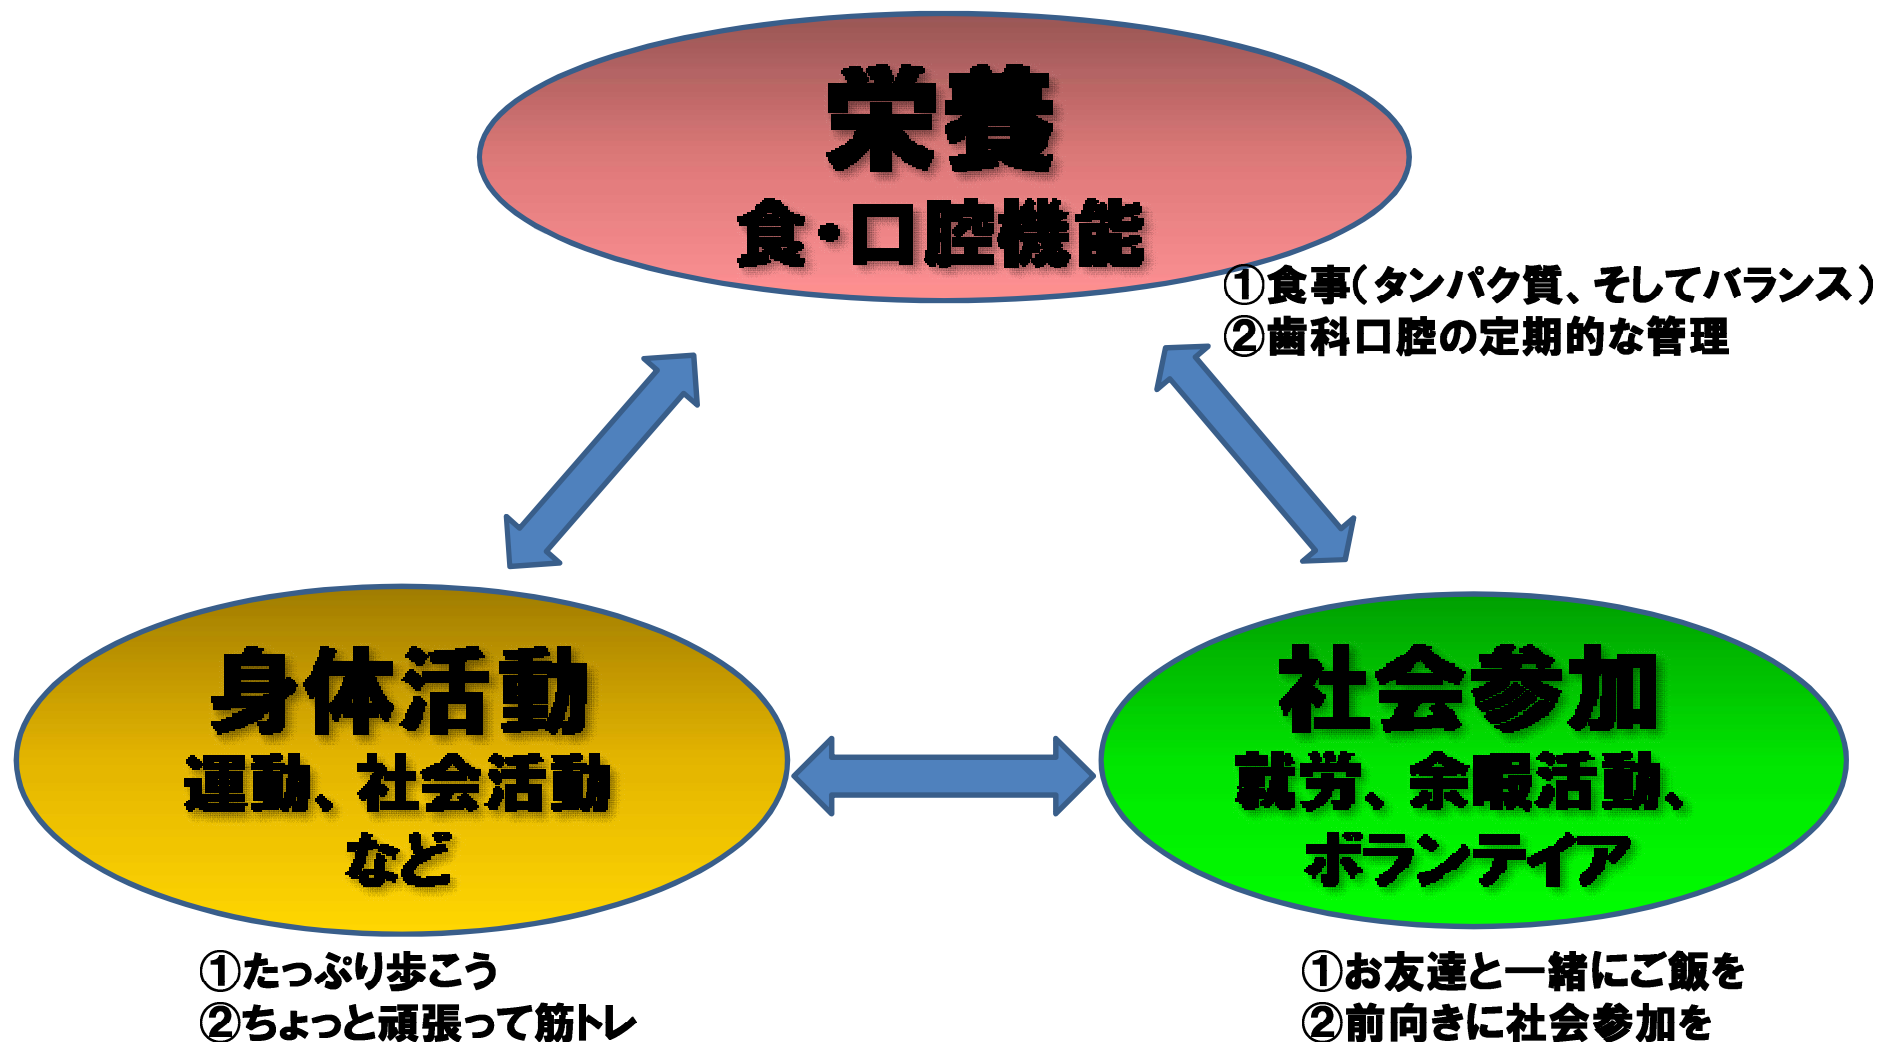 栄養
食・口腔機能
①食事（タンパク質、そしてバランス）
②歯科口腔の定期的な管理
身体活動
運動、社会活動
など
①たっぷり歩こう
②ちょっと頑張って筋トレ
社会参加
就労、余暇活動、
ボランテイア
①お友達と一緒にご飯を
②前向きに社会参加を